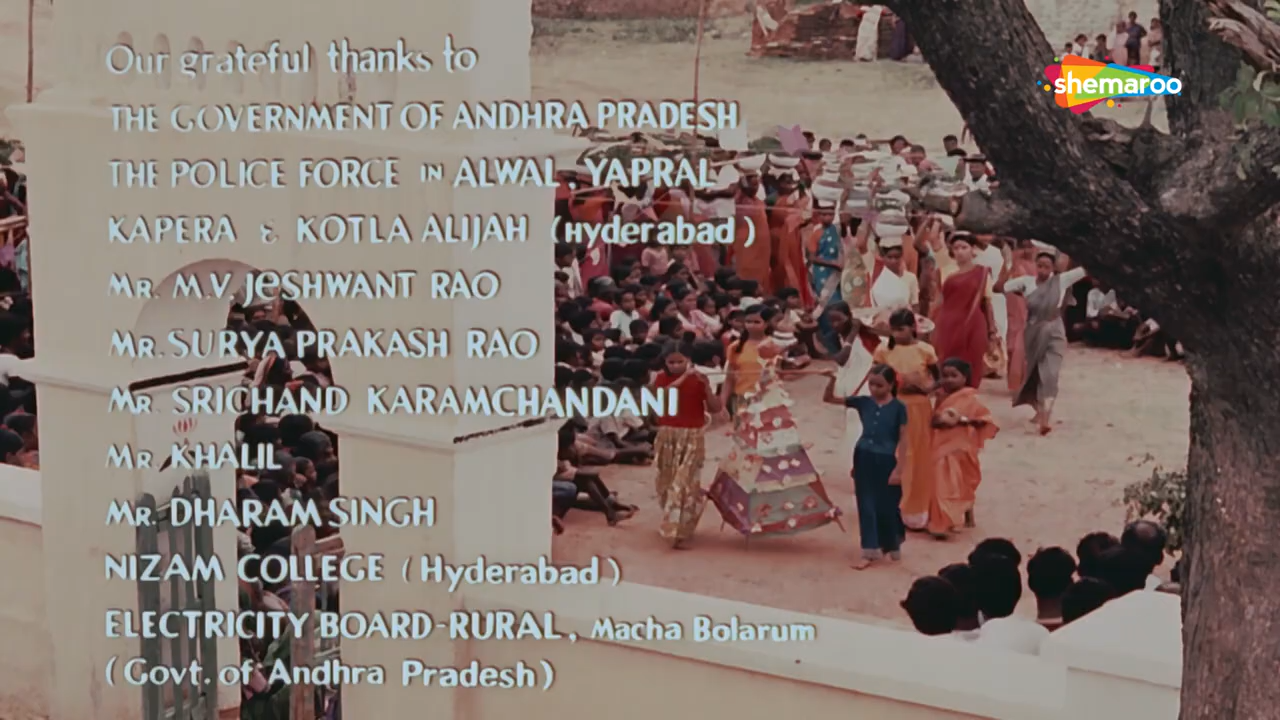 Our grateful thanks to
THE GOVERNMENT OF ANDHRA PRADESH
THE POLICE FORCE IN ALWAL, YAPRAL
KAPERA & KOTLA ALIJAH (Hyderabad)
MR. M.V. JeSHWANT RAO
MR. SURYA PRAKASH RAO
MR. SRICHAND KARAMCHANDANI
MR. KHALIL
MR. DHARAM SINGH
NIZAM COLLEGE (Hyderabad)
ELECTRICITY BOARD-RURAL, Macha Bolarum
(Govt. of Andhra Pradesh)
shemaroo